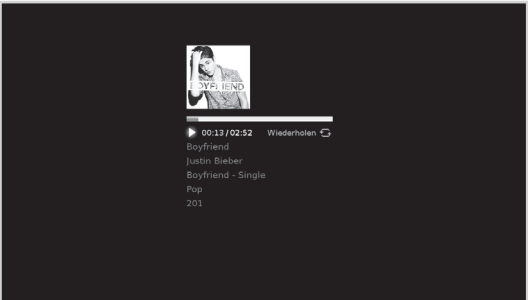 BOYFRIEND
00:13 / 02:52 Wiederholen
Boyfriend
Justin Bieber
Boyfriend - Single
Pop
201